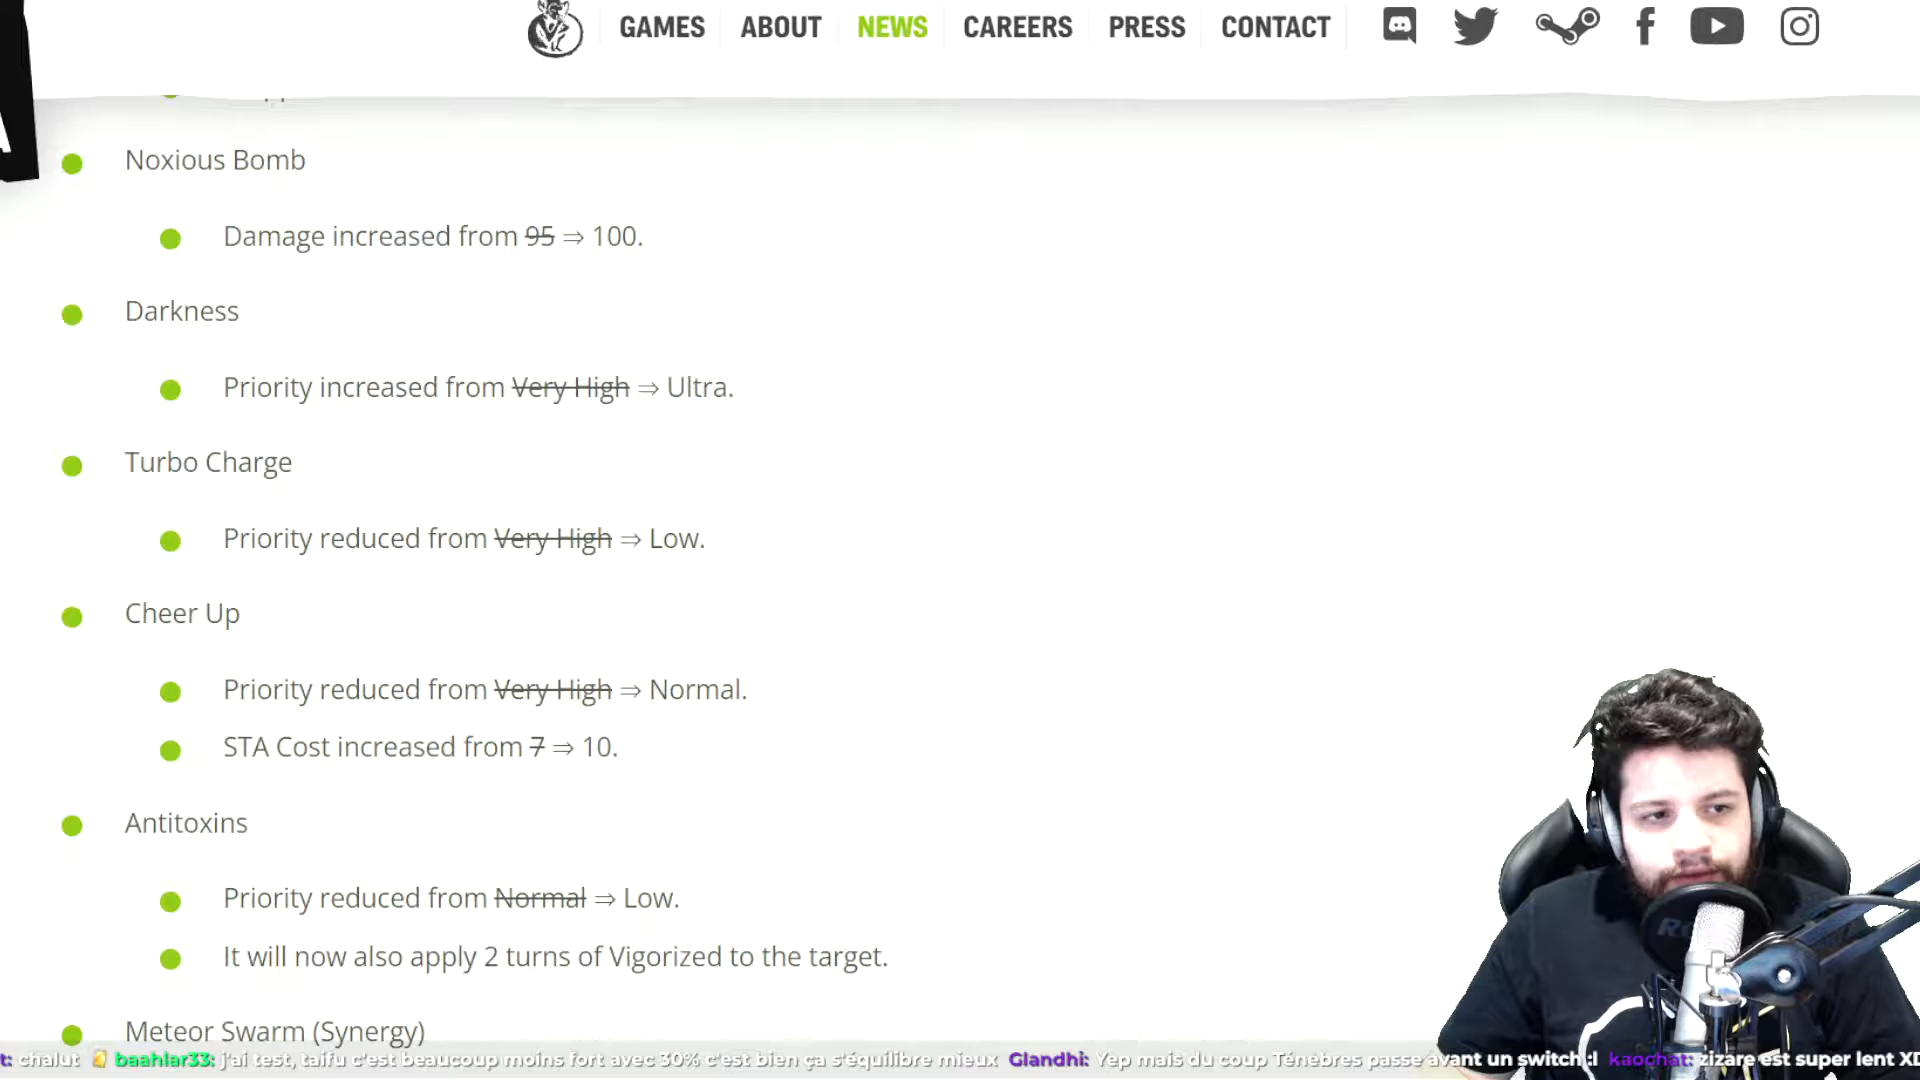 GAMES ABOUT NEWS CAREERS PRESS CONTACT
Noxious Bomb
Damage increased from 95 ⇒ 100.
Darkness
Priority increased from Very High ⇒ Ultra.
Turbo Charge
Priority reduced from Very High ⇒ Low.
Cheer Up
Priority reduced from Very High ⇒ Normal.
STA Cost increased from 7 ⇒ 10.
Antitoxins
Priority reduced from Normal ⇒ Low.
It will now also apply 2 turns of Vigorized to the target.
Meteor Swarm (Synergy)
t: chalut baahlar33: j'ai test, taifu c'est beaucoup moins fort avec 30% c'est bien ça s'équilibre mieux Glandhi: Yep mais du coup Ténèbres passe avant un switch :l kaochat: zizare est super lent XD